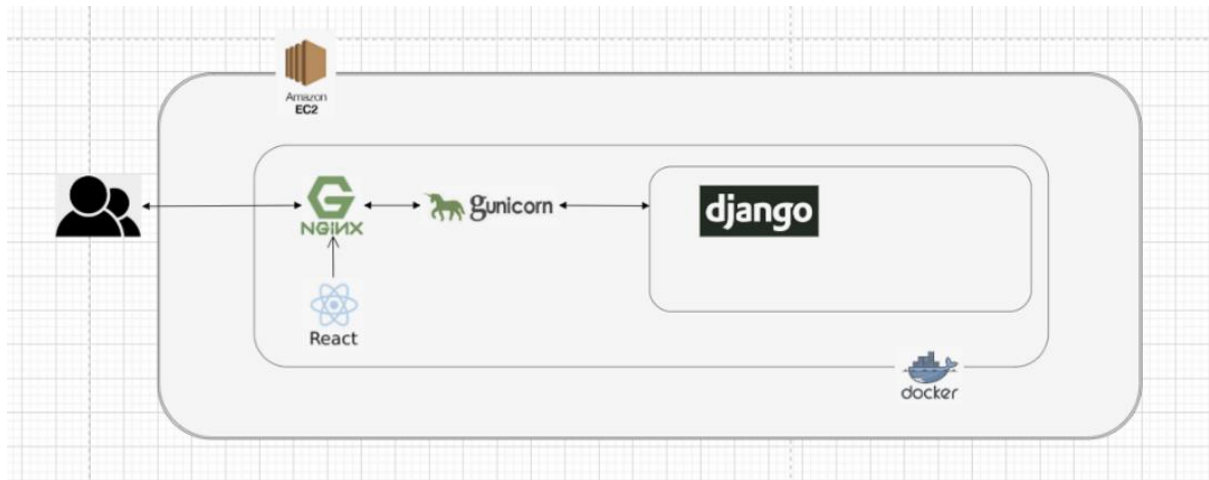 Amazon
EC2
NGiNX
gunicorn
django
React
docker